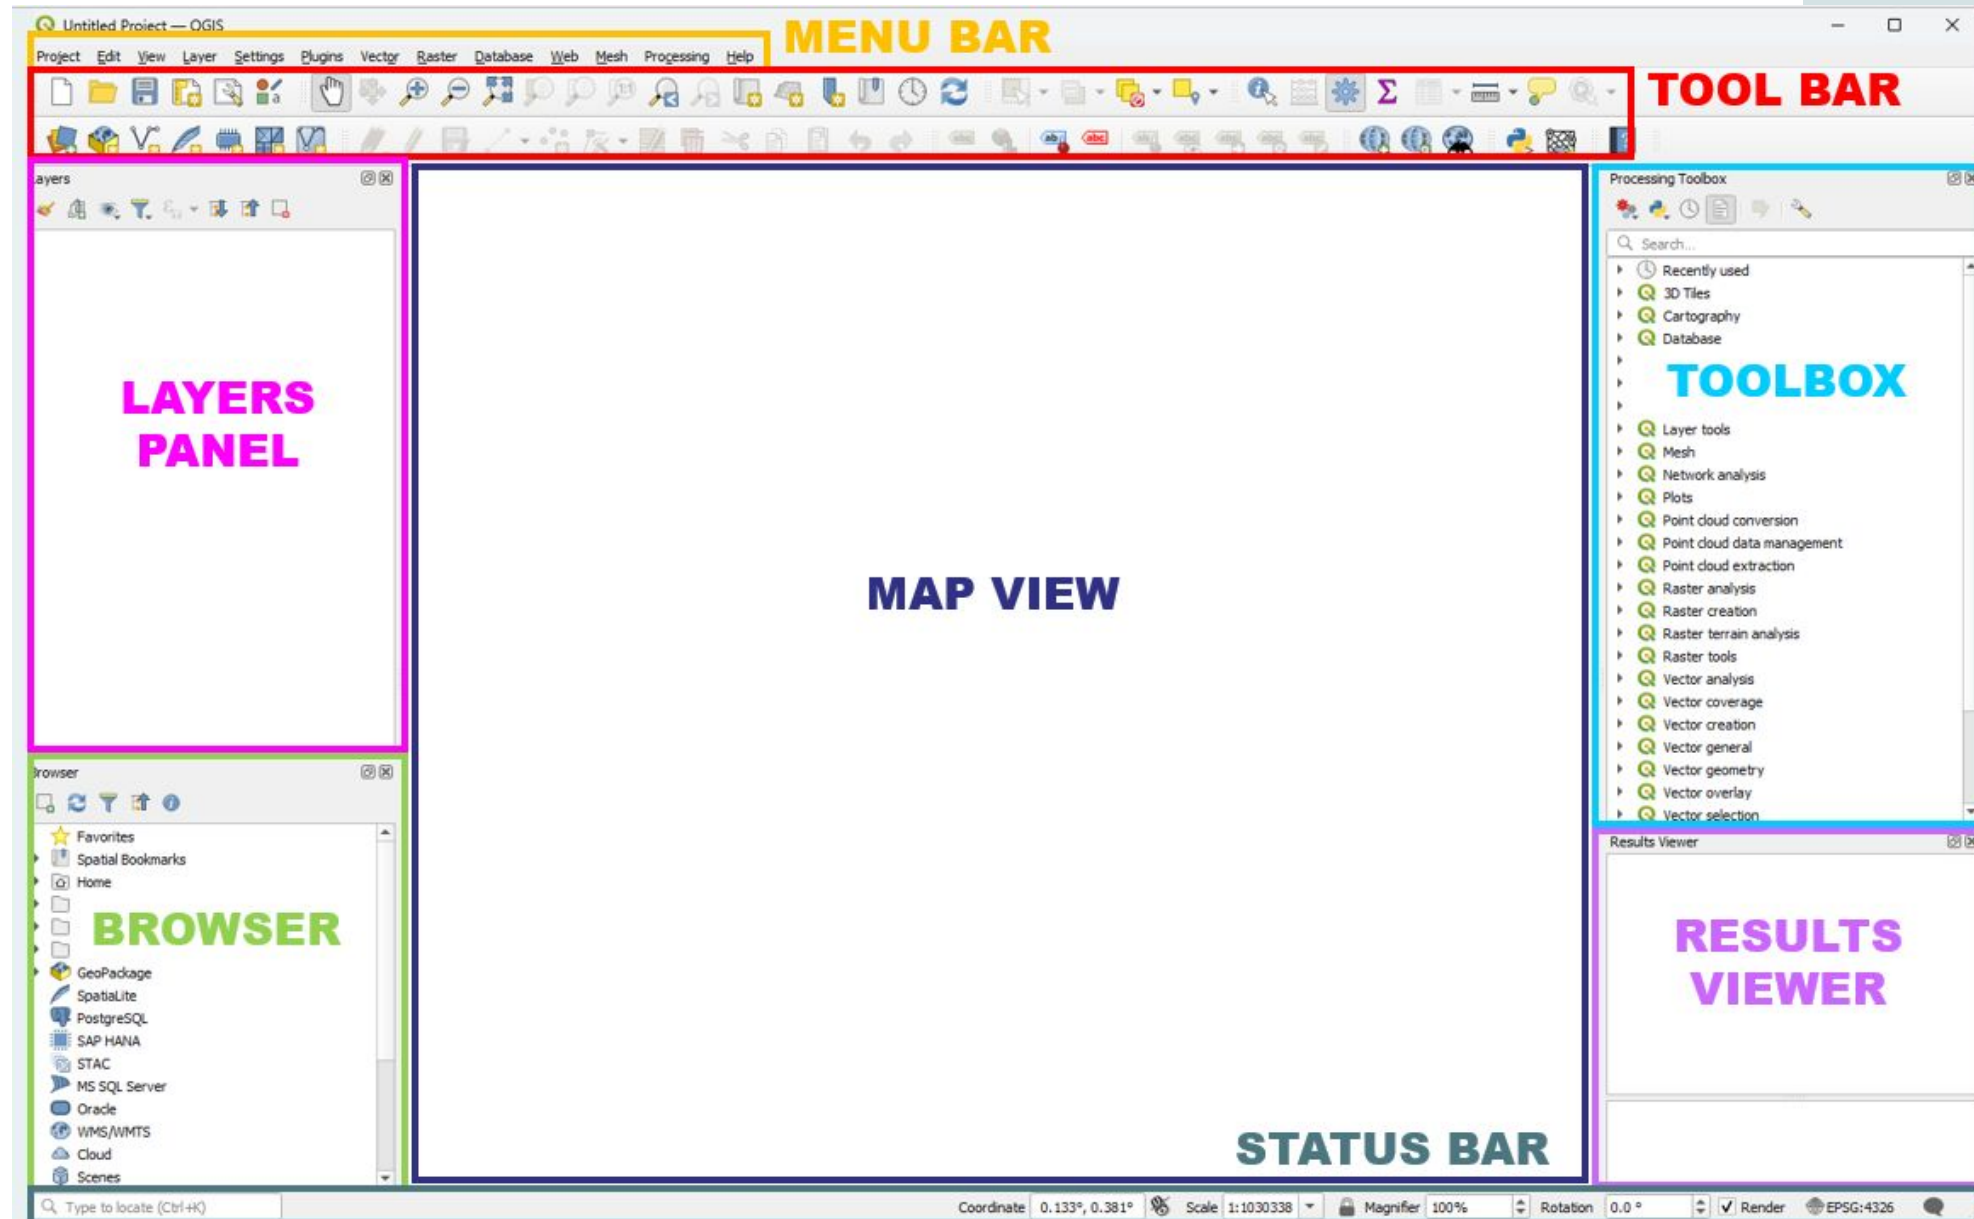 Untitled Project — QGIS
MENU BAR
Project Edit View Layer Settings Plugins Vector Raster Database Web Mesh Processing Help
TOOL BAR
ayers
LAYERS
PANEL
rowser
Favorites
Spatial Bookmarks
Home
BROWSER
GeoPackage
SpatiaLite
PostgreSQL
SAP HANA
STAC
MS SQL Server
Oracle
WMS/WMTS
Cloud
Scenes
MAP VIEW
Processing Toolbox
Search...
Recently used
3D Tiles
Cartography
Database
TOOLBOX
Layer tools
Mesh
Network analysis
Plots
Point cloud conversion
Point cloud data management
Point cloud extraction
Raster analysis
Raster creation
Raster terrain analysis
Raster tools
Vector analysis
Vector coverage
Vector creation
Vector general
Vector geometry
Vector overlay
Vector selection
Results Viewer
RESULTS
VIEWER
STATUS BAR
Type to locate (Ctrl+K) Coordinate 0.133°, 0.381° Scale 1:1030338 Magnifier 100% Rotation 0.0 ° Render EPSG:4326